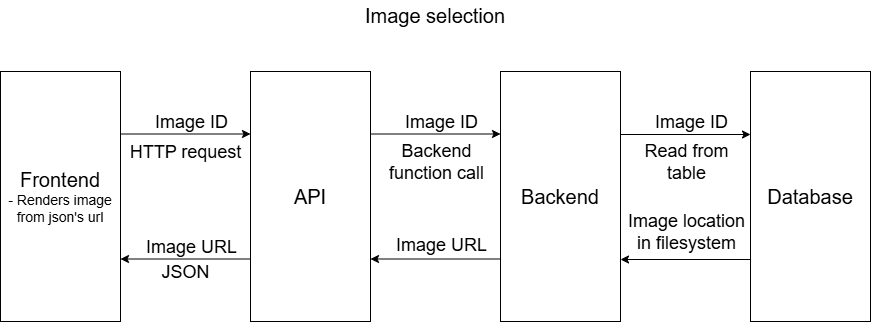 Image selection
Frontend
- Renders image
from json's url
Image ID
HTTP request
Image URL
JSON
API
Image ID
Backend
function call
Image URL
Backend
Image ID
Read from
table
Image location
in filesystem
Database